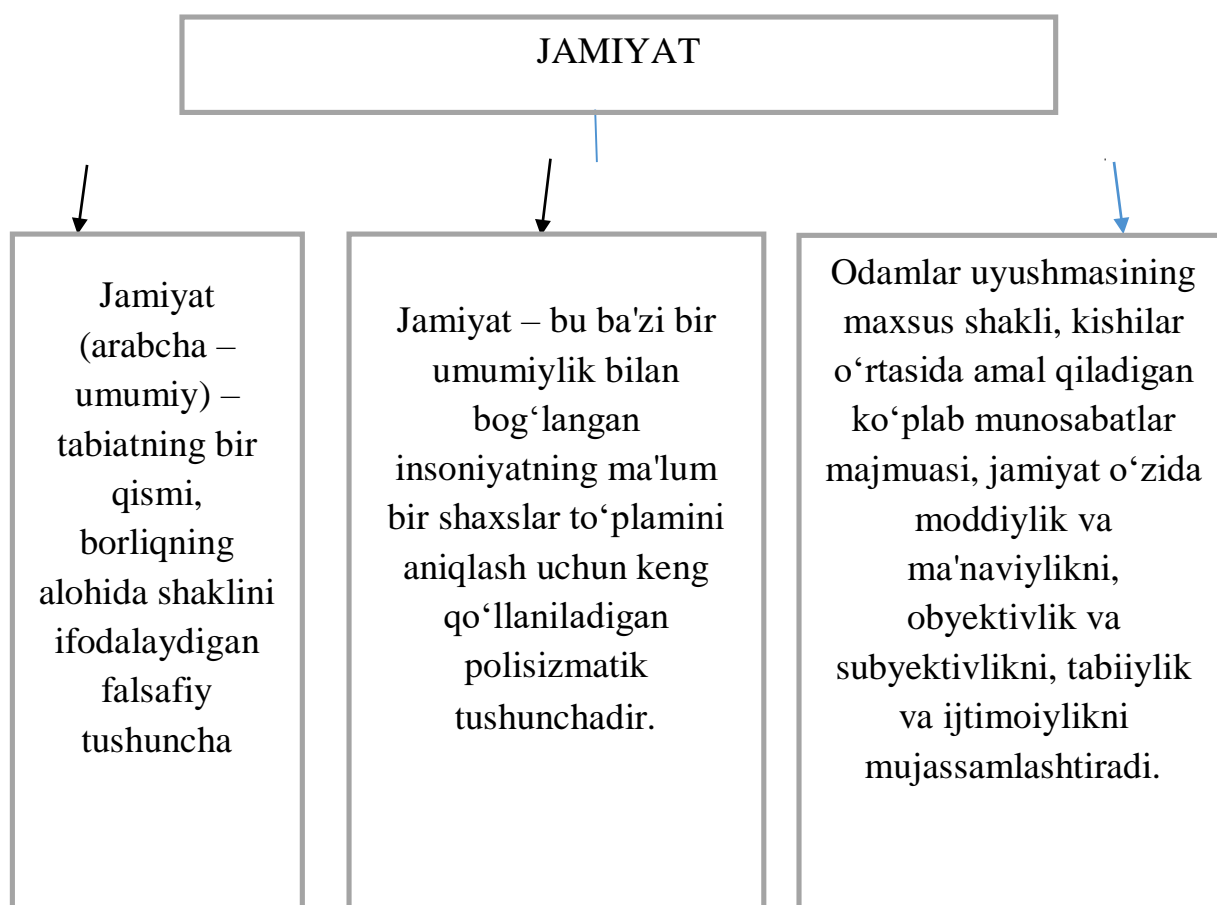 JAMIYAT
Jamiyat
(arabcha –
umumiy) –
tabiatning bir
qismi,
borliqning
alohida shaklini
ifodalaydigan
falsafiy
tushuncha
Jamiyat – bu ba'zi bir
umumiylik bilan
bog‘langan
insoniyatning ma'lum
bir shaxslar to‘plamini
aniqlash uchun keng
qo‘llaniladigan
polisizmatik
tushunchadir.
Odamlar uyushmasining
maxsus shakli, kishilar
o‘rtasida amal qiladigan
ko‘plab munosabatlar
majmuasi, jamiyat o‘zida
moddiylik va
ma'naviylikni,
obyektivlik va
subyektivlikni, tabiiylik
va ijtimoiylikni
mujassamlashtiradi.